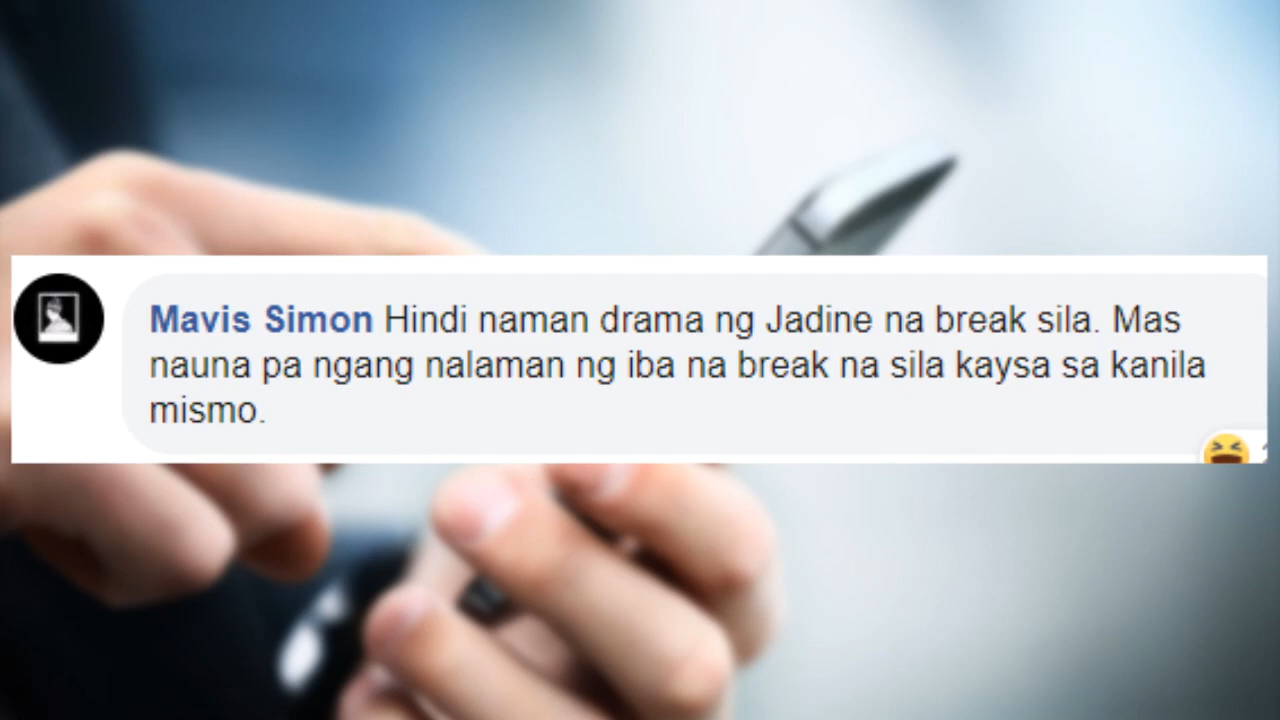 Mavis Simon Hindi naman drama ng Jadine na break sila. Mas
nauna pa ngang nalaman ng iba na break na sila kaysa sa kanila
mismo.